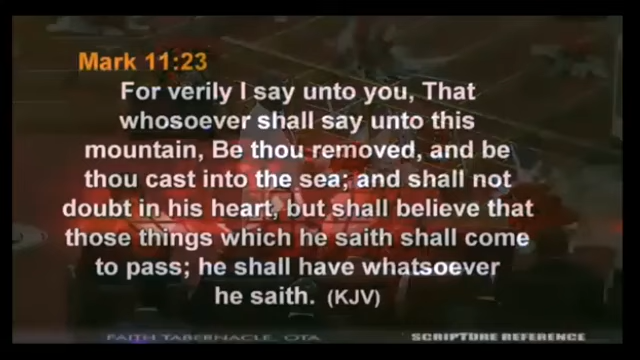 Mark 11:23
For verily I say unto you, That
whosoever shall say unto this
mountain, Be thou removed, and be
thou cast into the sea; and shall not
doubt in his heart, but shall believe that
those things which he saith shall come
to pass; he shall have whatsoever
he saith. (KJV)
FAITH TABERNACLE, OTA
SCRIPTURE REFERENCE